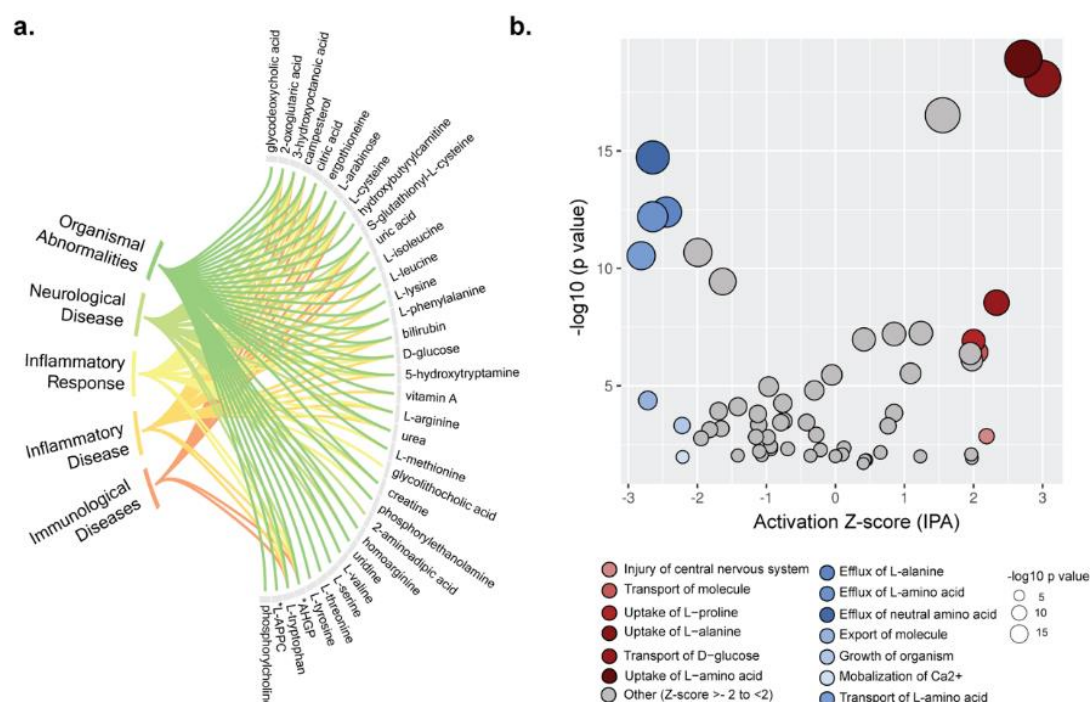 a.
glycodeoxycholic acid
2-oxoglutaric acid
3-hydroxyoctanoic acid
campesterol
citric acid
ergothioneine
L-arabinose
L-cysteine
hydroxybutyrylcarnitine
S-glutathionyl-L-cysteine
uric acid
L-isoleucine
L-leucine
L-lysine
L-phenylalanine
bilirubin
D-glucose
5-hydroxytryptamine
vitamin A
L-arginine
urea
L-methionine
glycolithocholic acid
creatine
phosphorylethanolamine
2-aminoadipic acid
homoarginine
uridine
L-valine
L-serine
L-threonine
L-tyrosine
*AHGP
L-tryptophan
*L-APPC
phosphorylcholine
Organismal
Abnormalities
Neurological
Disease
Inflammatory
Response
Inflammatory
Disease
Immunological
Diseases
b.
-log10 (p value)
15
10
5
-3 -2 -1 0 1 2 3
Activation Z-score (IPA)
Injury of central nervous system
Transport of molecule
Uptake of L-proline
Uptake of L-alanine
Transport of D-glucose
Uptake of L-amino acid
Other (Z-score >- 2 to <2)
Efflux of L-alanine
Efflux of L-amino acid
Efflux of neutral amino acid
Export of molecule
Growth of organism
Mobalization of Ca2+
Transport of L-amino acid
-log10 p value
5
10
15